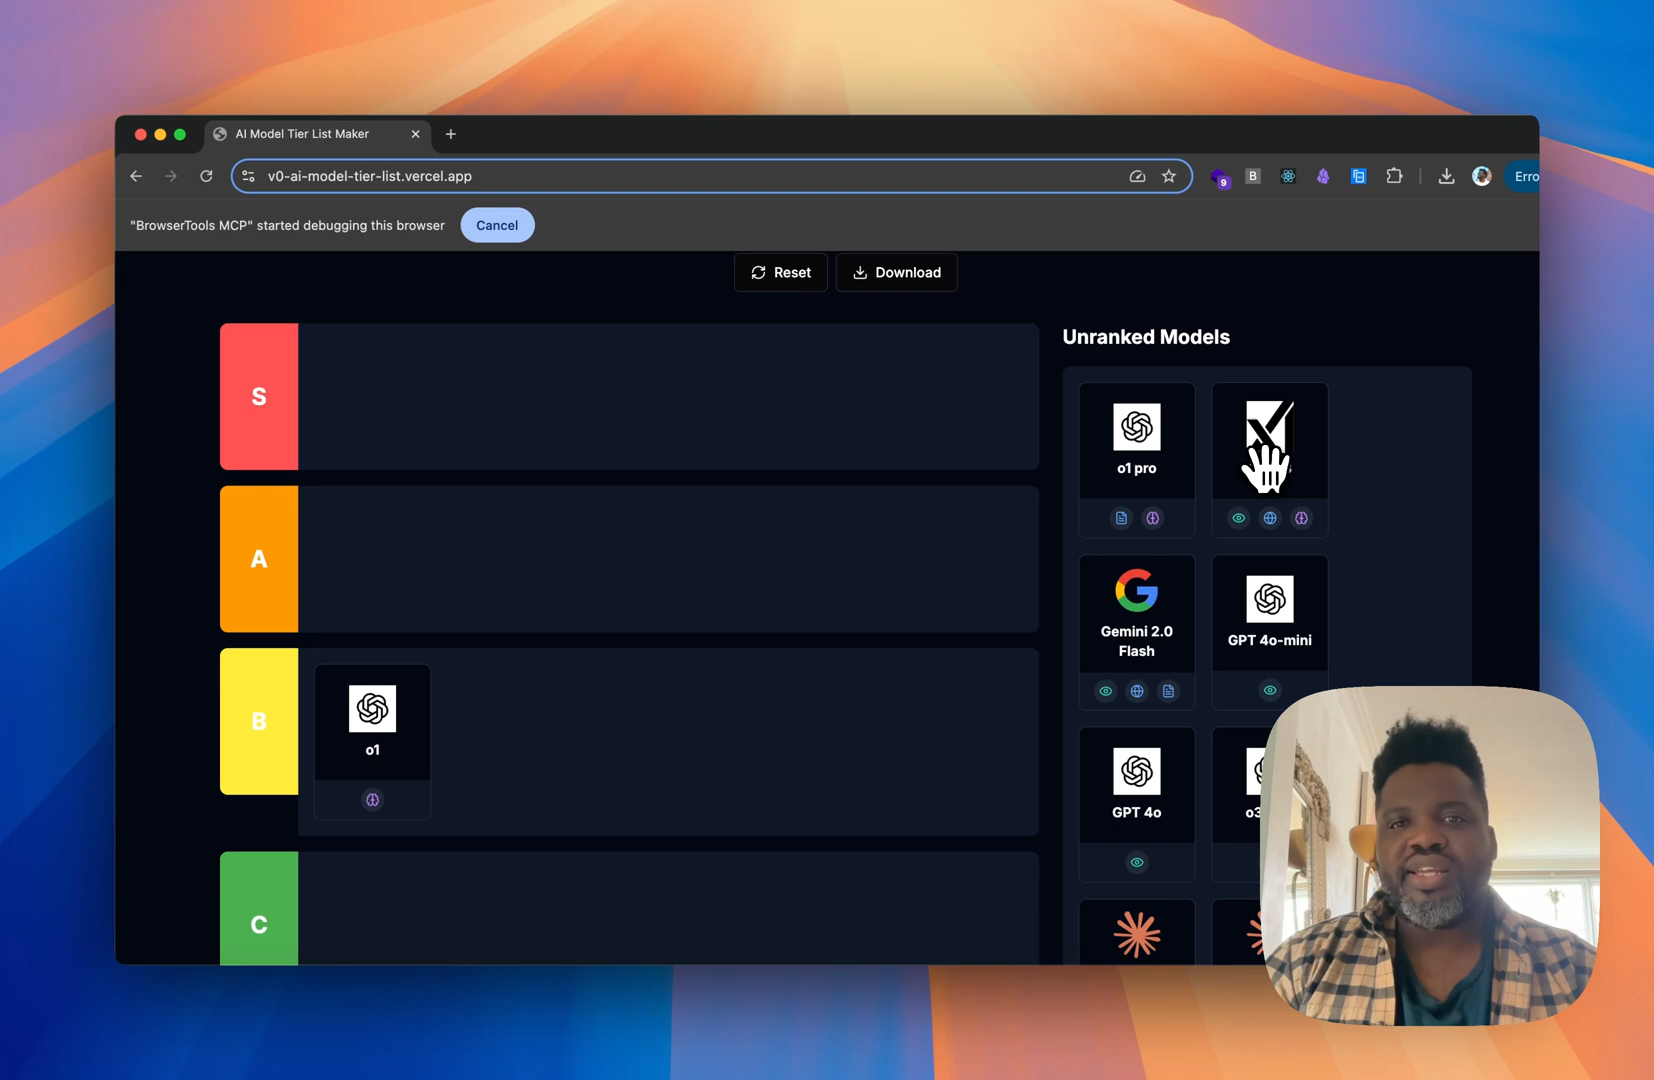 AI Model Tier List Maker
v0-ai-model-tier-list.vercel.app
9
B
Erro
"BrowserTools MCP" started debugging this browser
Cancel
Reset
Download
S
Unranked Models
o1 pro
A
Gemini 2.0
Flash
GPT 4o-mini
B
o1
GPT 4o
o3
C